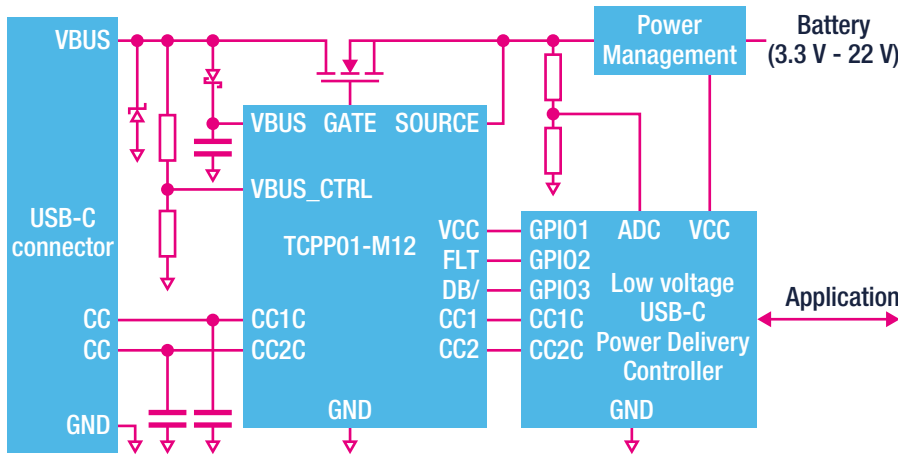 VBUS
USB-C
connector
CC
CC
GND
VBUS GATE SOURCE
VBUS_CTRL
TCPP01-M12
VCC
FLT
DB/
CC1C
CC1
CC2C
CC2
GND
Power
Management
Battery
(3.3 V - 22 V)
GPIO1 ADC VCC
GPIO2
GPIO3
CC1C
CC2C
Low voltage
USB-C
Power Delivery
Controller
GND
Application